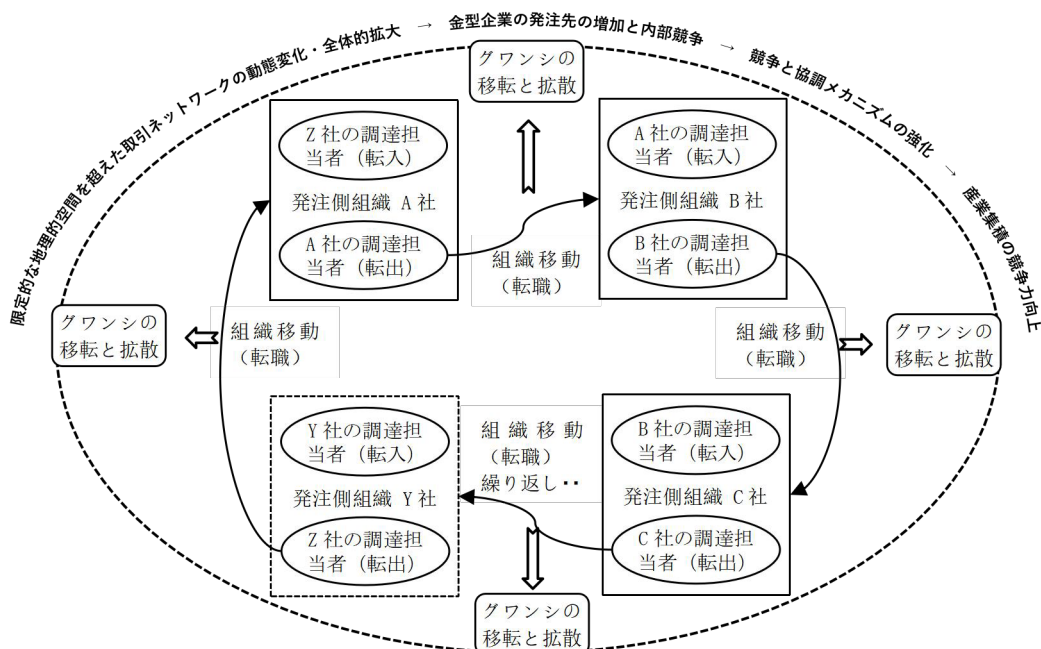 限定的な地理的空間を超えた取引ネットワークの動態変化・全体的拡大 → 金型企業の発注先の増加と内部競争 → 競争と協調メカニズムの強化 → 産業集積の競争力向上
グワンシの
移転と拡散
Z社の調達担
当者（転入）
発注側組織 A社
A社の調達担
当者（転出）
組織移動
（転職）
A社の調達担
当者（転入）
発注側組織 B社
B社の調達担
当者（転出）
グワンシの
移転と拡散
組織移動
（転職）
組織移動
（転職）
グワンシの
移転と拡散
Y社の調達担
当者（転入）
発注側組織 Y社
Z社の調達担
当者（転出）
組織移動
（転職）
繰り返し・・
B社の調達担
当者（転入）
発注側組織 C社
C社の調達担
当者（転出）
グワンシの
移転と拡散